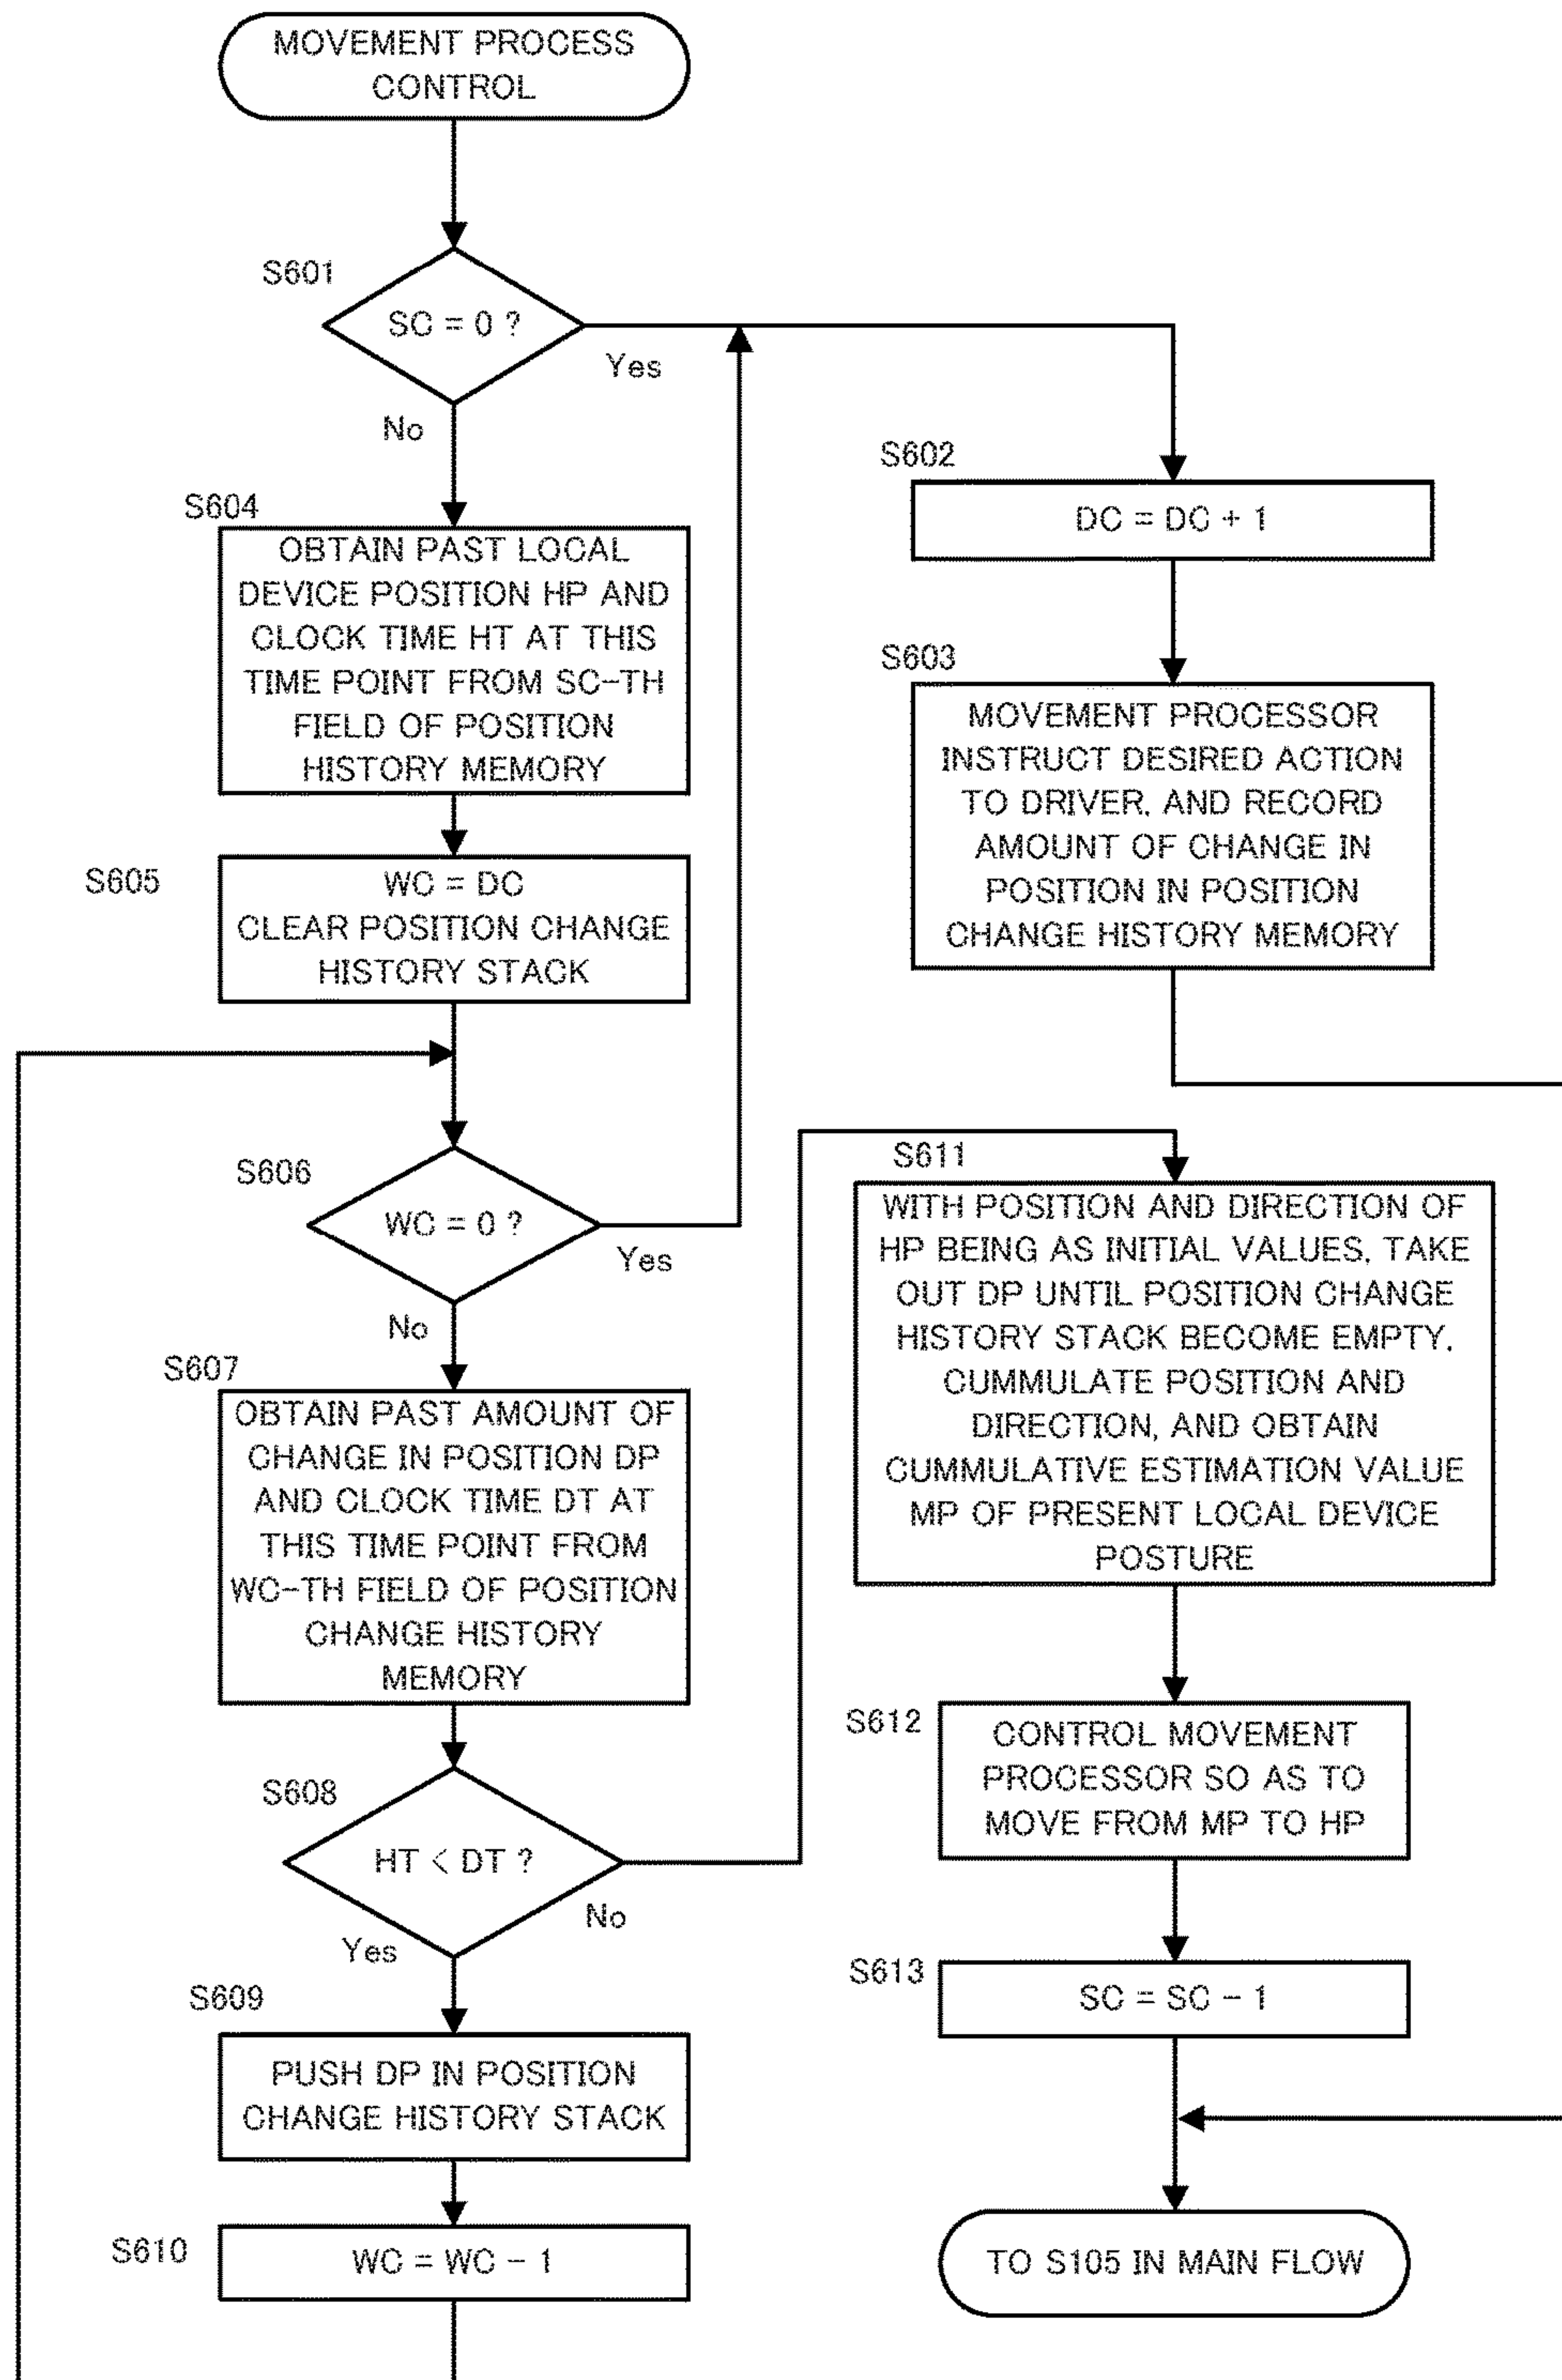 MOVEMENT PROCESS
CONTROL
S601
SC = 0 ?
Yes
No
S604
OBTAIN PAST LOCAL
DEVICE POSITION HP AND
CLOCK TIME HT AT THIS
TIME POINT FROM SC-TH
FIELD OF POSITION
HISTORY MEMORY
S605
WC = DC
CLEAR POSITION CHANGE
HISTORY STACK
S606
WC = 0 ?
Yes
No
S607
OBTAIN PAST AMOUNT OF
CHANGE IN POSITION DP
AND CLOCK TIME DT AT
THIS TIME POINT FROM
WC-TH FIELD OF POSITION
CHANGE HISTORY
MEMORY
S608
HT < DT ?
No
Yes
S609
PUSH DP IN POSITION
CHANGE HISTORY STACK
S610
WC = WC - 1
S602
DC = DC + 1
S603
MOVEMENT PROCESSOR
INSTRUCT DESIRED ACTION
TO DRIVER, AND RECORD
AMOUNT OF CHANGE IN
POSITION IN POSITION
CHANGE HISTORY MEMORY
S611
WITH POSITION AND DIRECTION OF
HP BEING AS INITIAL VALUES, TAKE
OUT DP UNTIL POSITION CHANGE
HISTORY STACK BECOME EMPTY,
CUMMULATE POSITION AND
DIRECTION, AND OBTAIN
CUMMULATIVE ESTIMATION VALUE
MP OF PRESENT LOCAL DEVICE
POSTURE
S612
CONTROL MOVEMENT
PROCESSOR SO AS TO
MOVE FROM MP TO HP
S613
SC = SC - 1
TO S105 IN MAIN FLOW